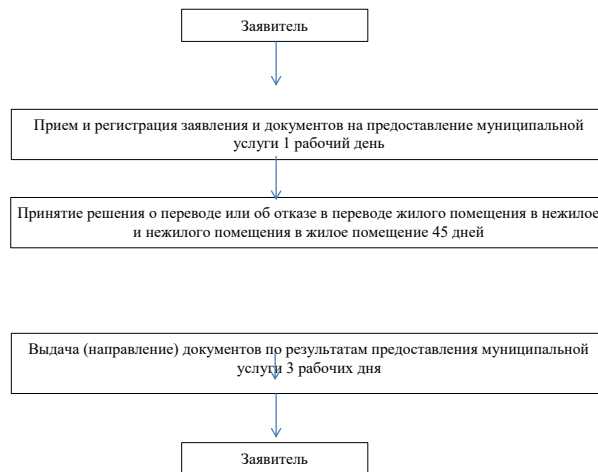 Заявитель
Прием и регистрация заявления и документов на предоставление муниципальной
услуги 1 рабочий день
Принятие решения о переводе или об отказе в переводе жилого помещения в нежилое
и нежилого помещения в жилое помещение 45 дней
Выдача (направление) документов по результатам предоставления муниципальной
услуги 3 рабочих дня
Заявитель